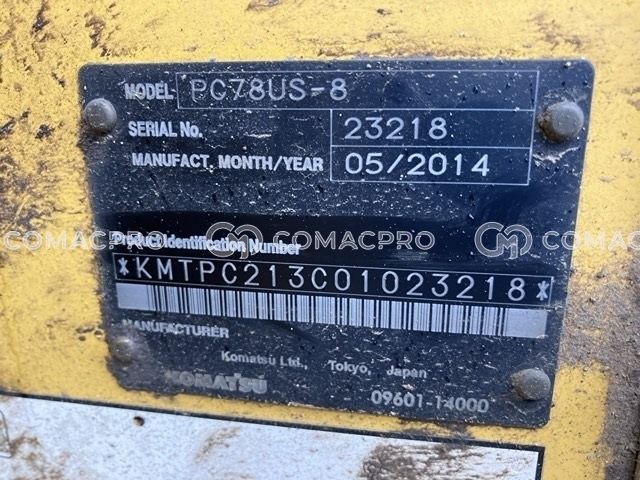 MODEL PC78US-8
SERIAL No. 23218
MANUFACT. MONTH/YEAR 05/2014
COMACPRO COMACPRO COMACPRO
Product Identification Number
*KMTPC213C01023218*
MANUFACTURER
Komatsu Ltd., Tokyo, Japan
KOMATSU
09601-14000